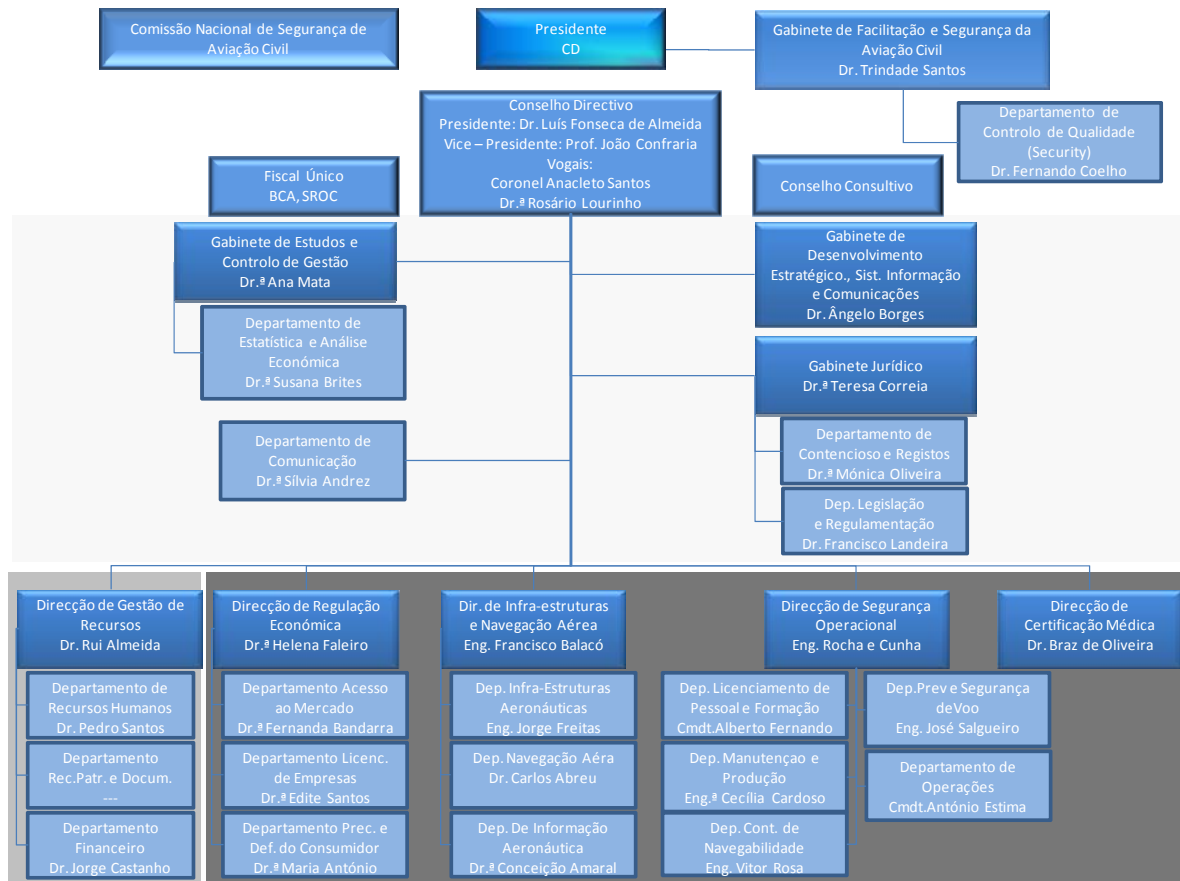 Comissão Nacional de Segurança de
Aviação Civil
Presidente
CD
Gabinete de Facilitação e Segurança da
Aviação Civil
Dr. Trindade Santos
Departamento de
Controlo de Qualidade
(Security)
Dr. Fernando Coelho
Conselho Directivo
Presidente: Dr. Luís Fonseca de Almeida
Vice – Presidente: Prof. João Confraria
Vogais:
Coronel Anacleto Santos
Dr.ª Rosário Lourinho
Fiscal Único
BCA, SROC
Conselho Consultivo
Gabinete de Estudos e
Controlo de Gestão
Dr.ª Ana Mata
Departamento de
Estatística e Análise
Económica
Dr.ª Susana Brites
Departamento de
Comunicação
Dr.ª Sílvia Andrez
Gabinete de
Desenvolvimento
Estratégico., Sist. Informação
e Comunicações
Dr. Ângelo Borges
Gabinete Jurídico
Dr.ª Teresa Correia
Departamento de
Contencioso e Registos
Dr.ª Mónica Oliveira
Dep. Legislação
e Regulamentação
Dr. Francisco Landeira
Direcção de Gestão de
Recursos
Dr. Rui Almeida
Departamento de
Recursos Humanos
Dr. Pedro Santos
Departamento
Rec.Patr. e Docum.
---
Departamento
Financeiro
Dr. Jorge Castanho
Direcção de Regulação
Económica
Dr.ª Helena Faleiro
Departamento Acesso
ao Mercado
Dr.ª Fernanda Bandarra
Departamento Licenc.
de Empresas
Dr.ª Edite Santos
Departamento Prec. e
Def. do Consumidor
Dr.ª Maria António
Dir. de Infra-estruturas
e Navegação Aérea
Eng. Francisco Balacó
Dep. Infra-Estruturas
Aeronáuticas
Eng. Jorge Freitas
Dep. Navegação Aéra
Dr. Carlos Abreu
Dep. De Informação
Aeronáutica
Dr.ª Conceição Amaral
Direcção de Segurança
Operacional
Eng. Rocha e Cunha
Dep. Licenciamento de
Pessoal e Formação
Cmdt.Alberto Fernando
Dep. Manutençao e
Produção
Eng.ª Cecília Cardoso
Dep. Cont. de
Navegabilidade
Eng. Vitor Rosa
Dep.Prev e Segurança
deVoo
Eng. José Salgueiro
Departamento de
Operações
Cmdt.António Estima
Direcção de
Certificação Médica
Dr. Braz de Oliveira